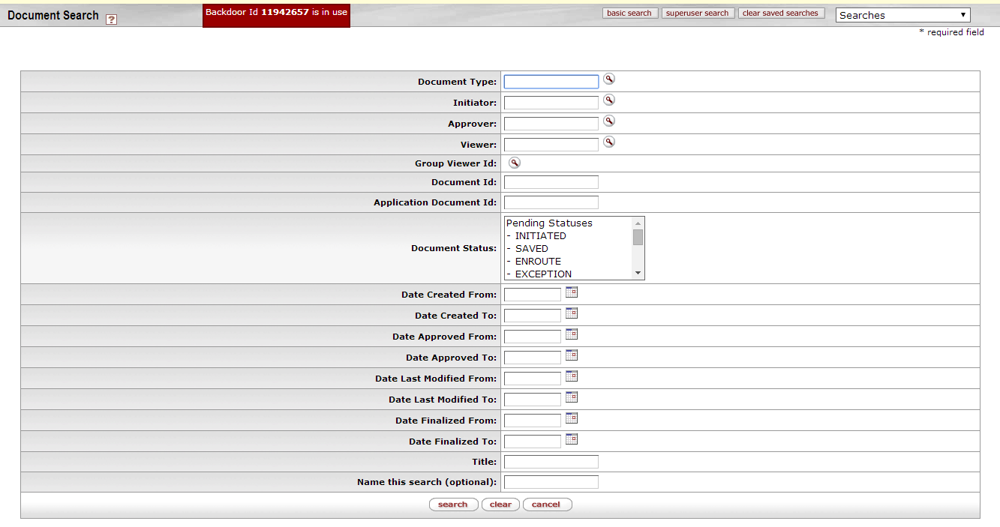 Document Search ?
Backdoor Id 11942657 is in use
basic search superuser search clear saved searches Searches
* required field
Document Type:
Initiator:
Approver:
Viewer:
Group Viewer Id:
Document Id:
Application Document Id:
Document Status:
Pending Statuses
- INITIATED
- SAVED
- ENROUTE
- EXCEPTION
Date Created From:
Date Created To:
Date Approved From:
Date Approved To:
Date Last Modified From:
Date Last Modified To:
Date Finalized From:
Date Finalized To:
Title:
Name this search (optional):
search clear cancel